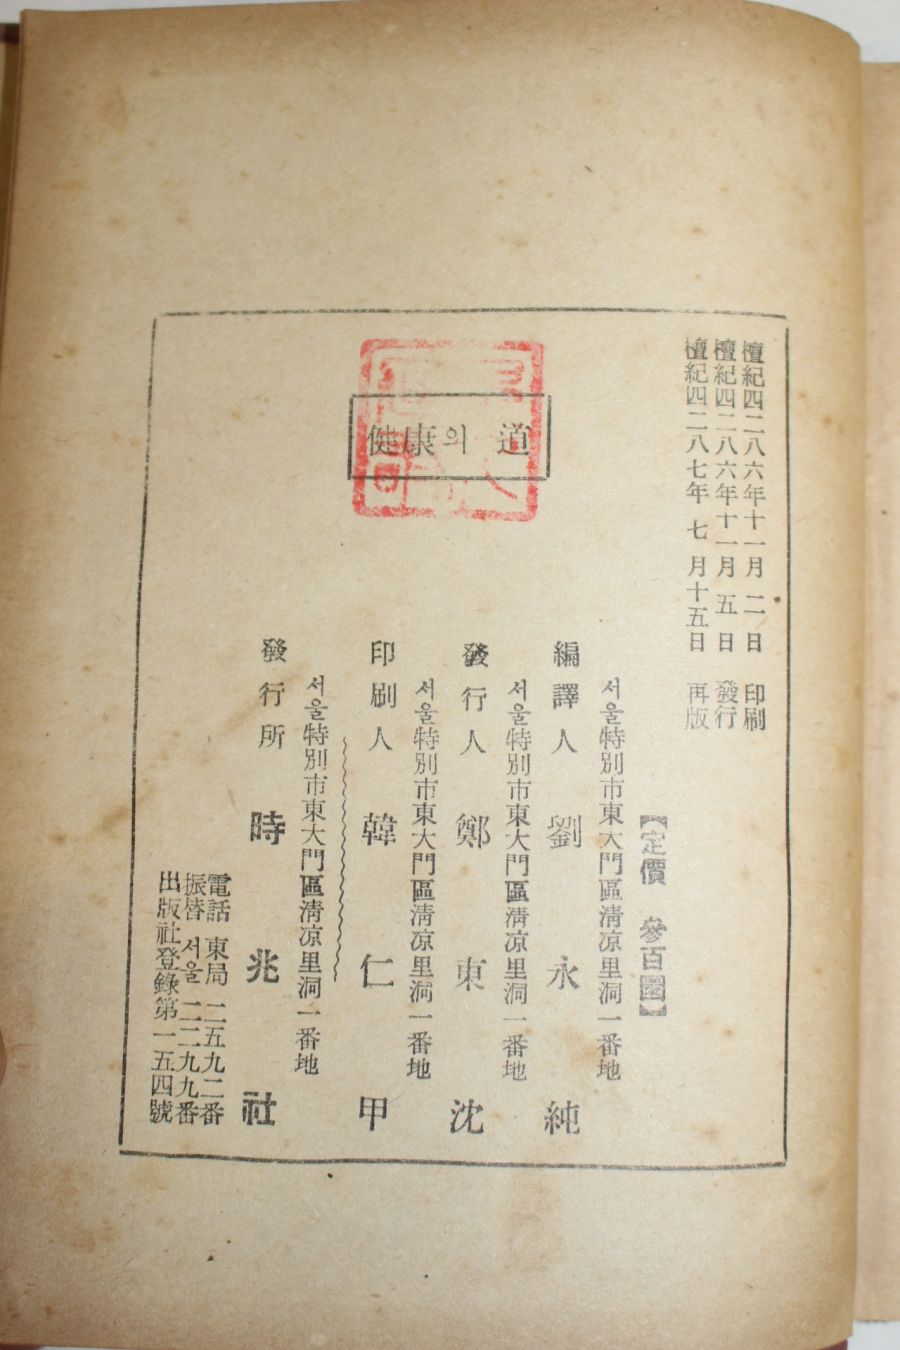 檀紀四二八六年十一月二日 印刷
檀紀四二八六年十一月五日 發行
檀紀四二八七年七月十五日 再版
健康의 道
【定價 參百圜】
서울特別市東大門區淸凉里洞一番地
編譯人 劉永純
서울特別市東大門區淸凉里洞一番地
發行人 鄭東沈
서울特別市東大門區淸凉里洞一番地
印刷人 韓仁甲
서울特別市東大門區淸凉里洞一番地
發行所 時兆社
電話 東局 二五九二番
振替 서울 二二九九番
出版社登錄第一五四號